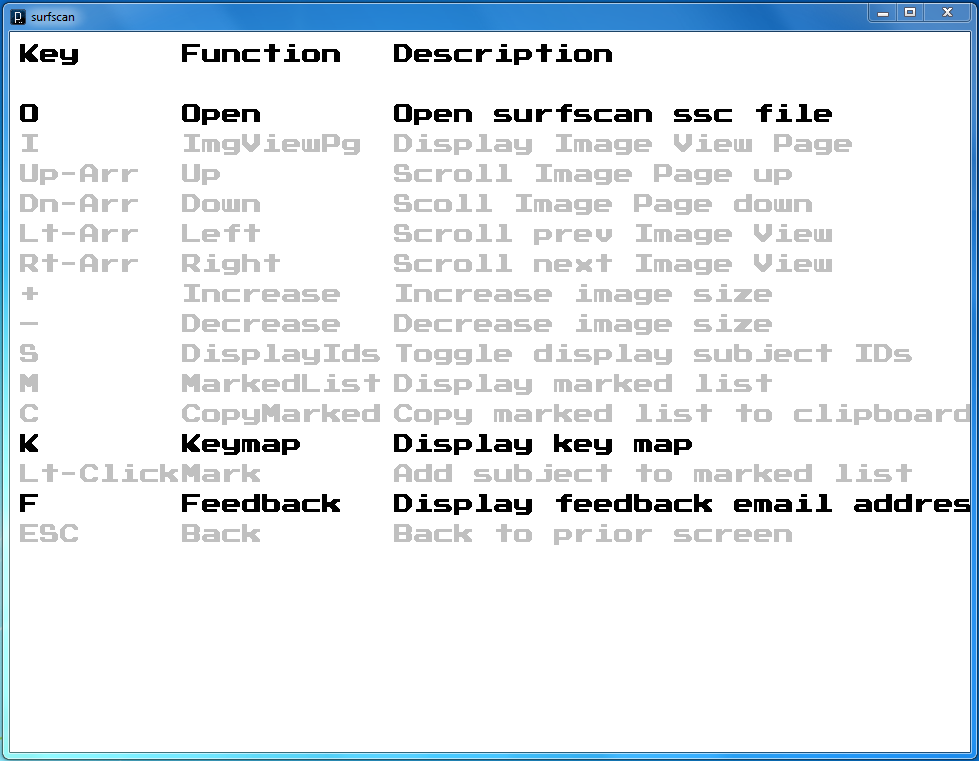 surfscan
Key Function Description
O Open Open surfscan ssc file
I ImgViewPg Display Image View Page
Up-Arr Up Scroll Image Page up
Dn-Arr Down Scoll Image Page down
Lt-Arr Left Scroll prev Image View
Rt-Arr Right Scroll next Image View
+ Increase Increase image size
- Decrease Decrease image size
S DisplayIds Toggle display subject IDs
M MarkedList Display marked list
C CopyMarked Copy marked list to clipboard
K Keymap Display key map
Lt-Click Mark Add subject to marked list
F Feedback Display feedback email addres
ESC Back Back to prior screen